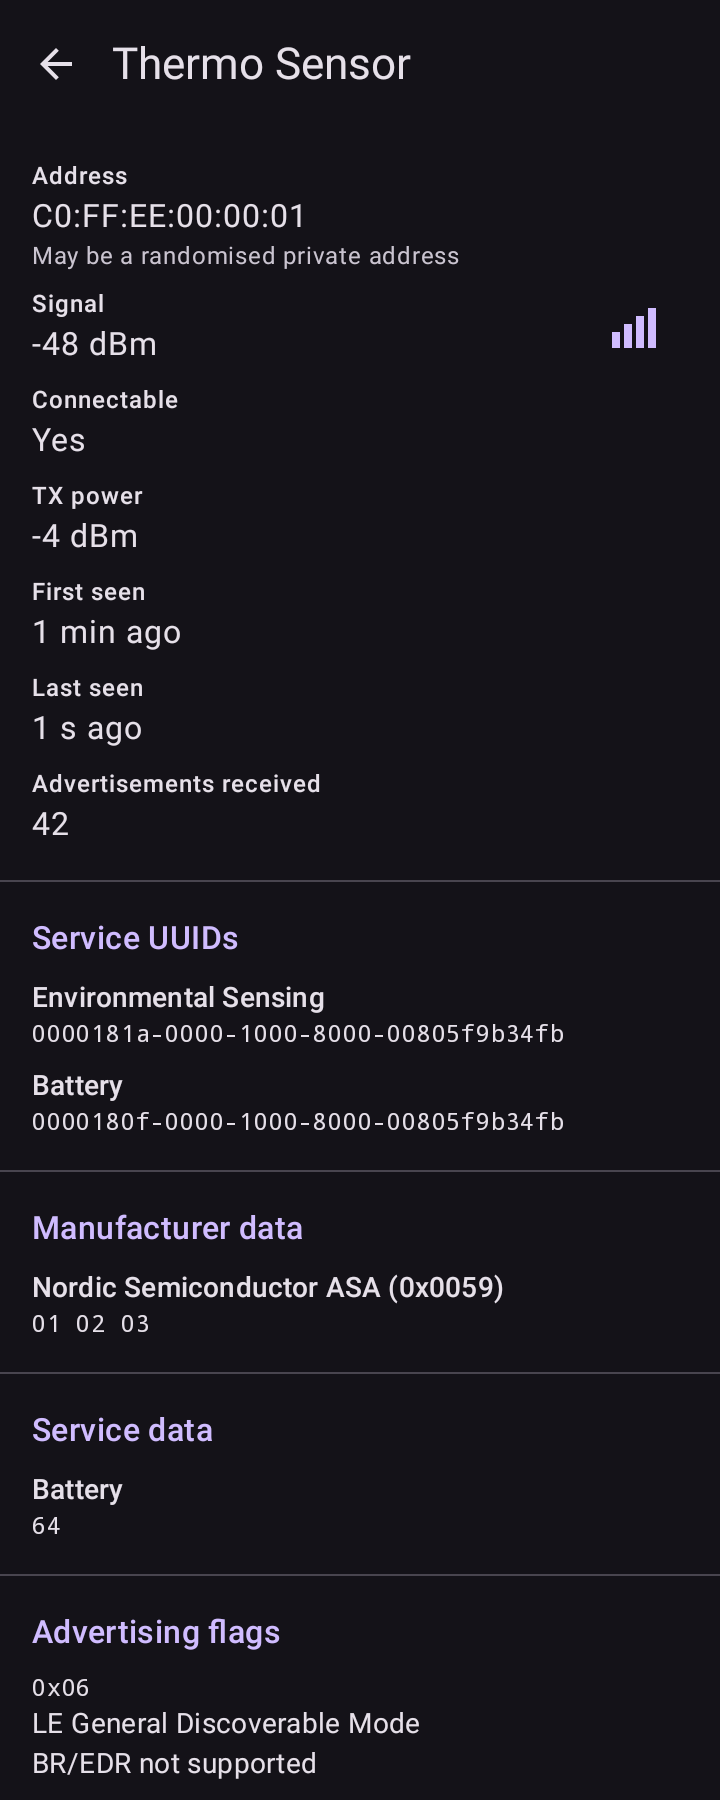 Thermo Sensor
Address
C0:FF:EE:00:00:01
May be a randomised private address
Signal
-48 dBm
Connectable
Yes
TX power
-4 dBm
First seen
1 min ago
Last seen
1 s ago
Advertisements received
42
Service UUIDs
Environmental Sensing
0000181a-0000-1000-8000-00805f9b34fb
Battery
0000180f-0000-1000-8000-00805f9b34fb
Manufacturer data
Nordic Semiconductor ASA (0x0059)
01 02 03
Service data
Battery
64
Advertising flags
0x06
LE General Discoverable Mode
BR/EDR not supported